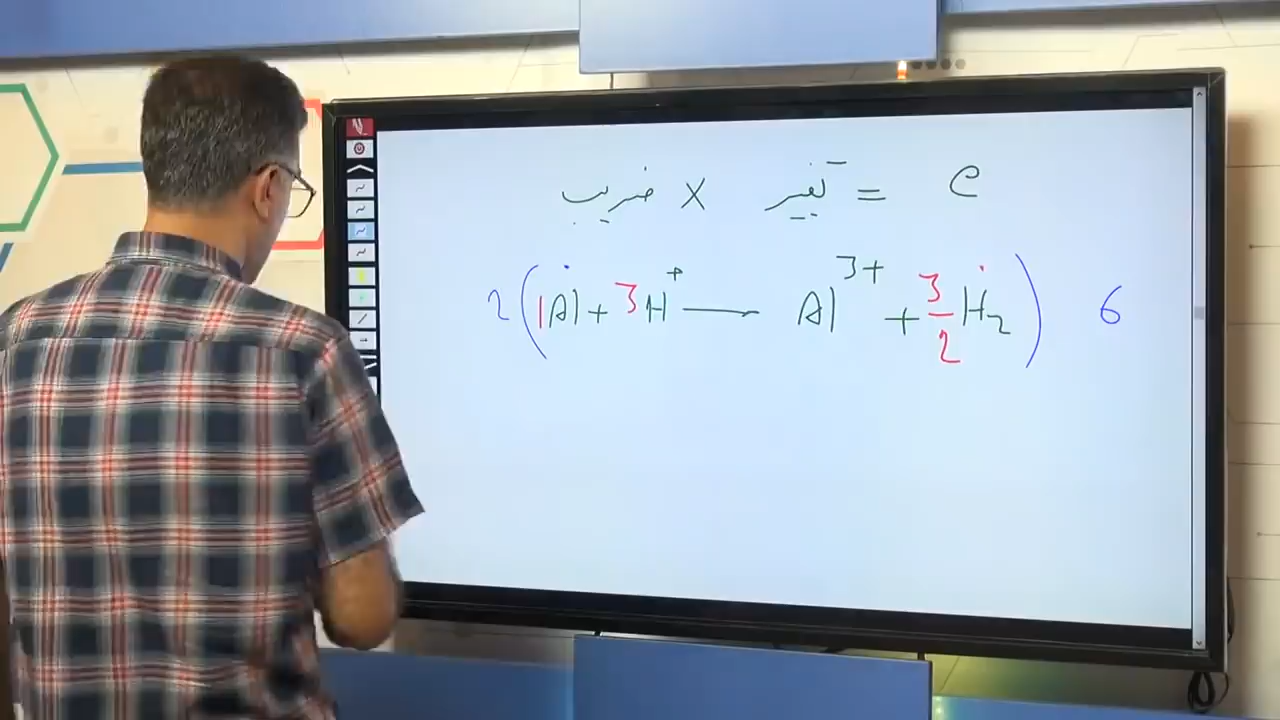 e = تغییر × ضریب
2(1Al + 3H⁺ — Al³⁺ + 3/2 H₂) 6